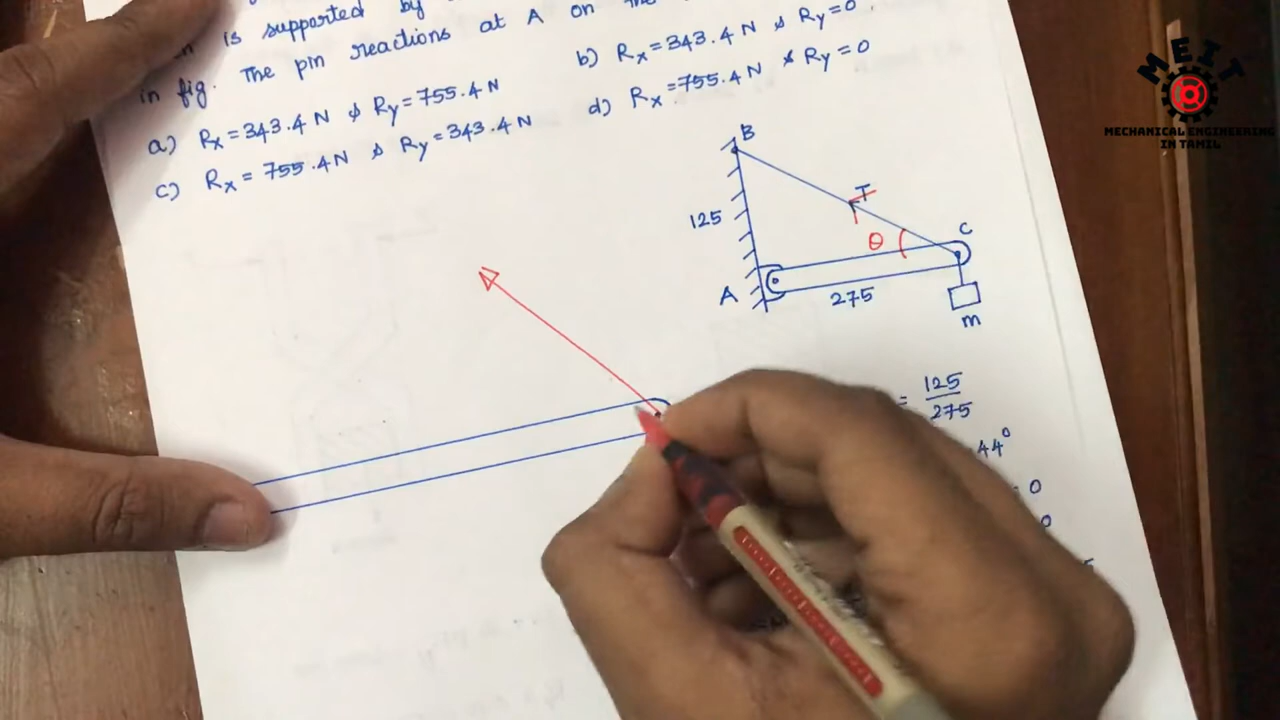 is supported by
in fig. The pin reactions at A on the
a) Rx = 343.4 N & Ry = 755.4 N
b) Rx = 343.4 N & Ry = 0.
c) Rx = 755.4 N & Ry = 343.4 N
d) Rx = 755.4 N & Ry = 0
MEIT
MECHANICAL ENGINEERING
IN TAMIL
B
T
125
θ
C
A
275
m
= 125/275
44°
= 0
0